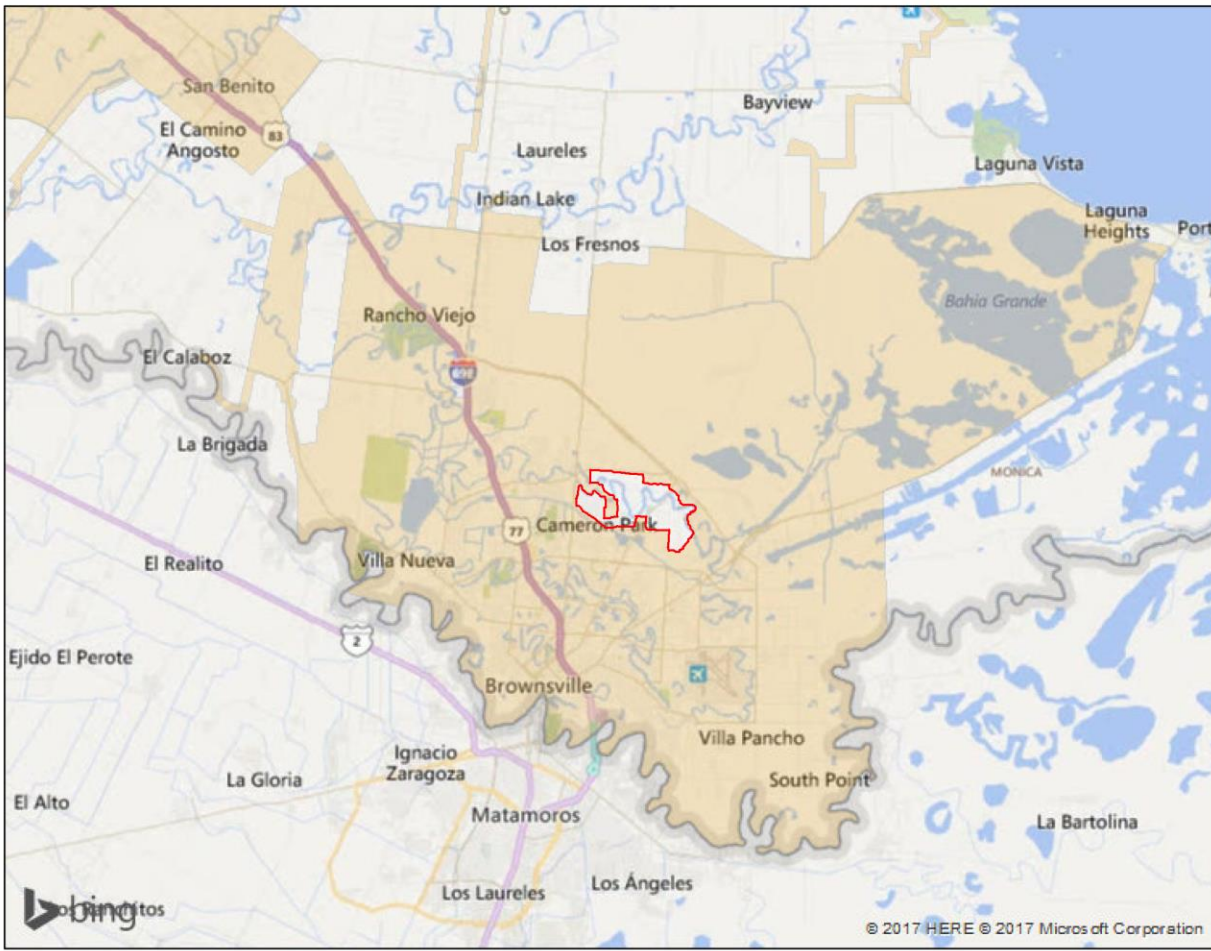 San Benito
Bayview
El Camino
Angosto
83
Laureles
Laguna Vista
Indian Lake
Laguna
Heights
Port
Los Fresnos
Bahia Grande
Rancho Viejo
El Calaboz
La Brigada
MONICA
77
Cameron Park
Villa Nueva
El Realito
2
Ejido El Perote
Brownsville
Villa Pancho
Ignacio
Zaragoza
La Gloria
South Point
El Alto
Matamoros
La Bartolina
Los Laureles
Los Ángeles
bing
Ranchitos
© 2017 HERE © 2017 Microsoft Corporation